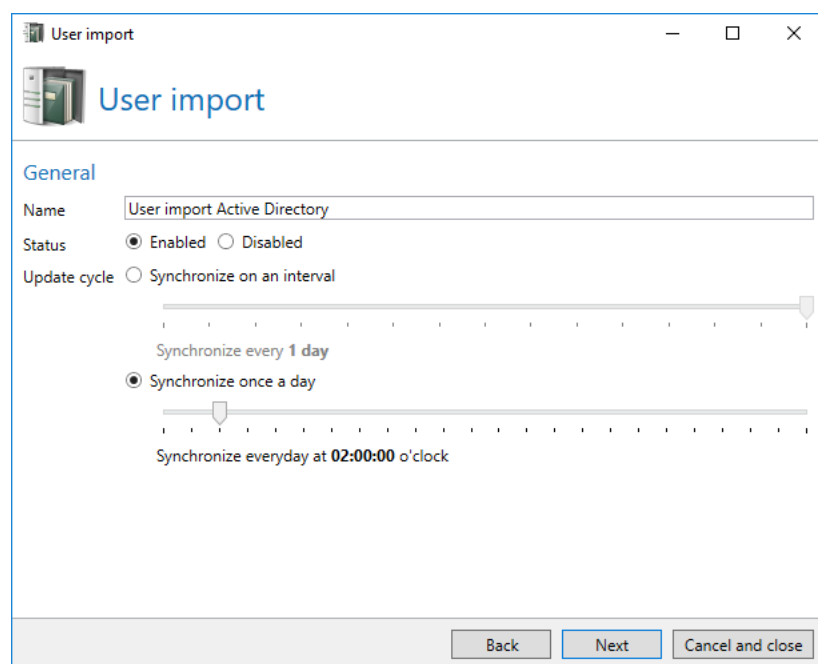 User import
User import
General
Name User import Active Directory
Status Enabled Disabled
Update cycle Synchronize on an interval
Synchronize every 1 day
Synchronize once a day
Synchronize everyday at 02:00:00 o'clock
Back Next Cancel and close